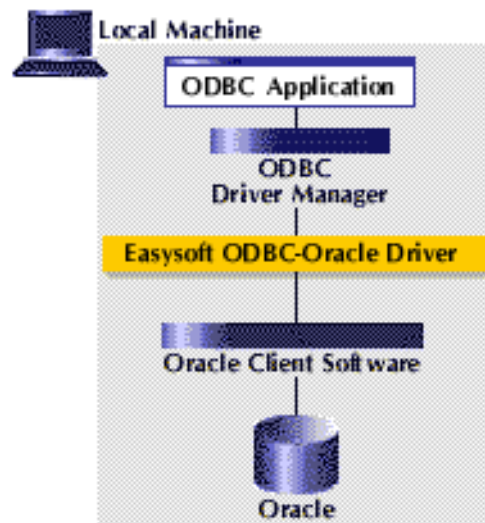 Local Machine
ODBC Application
ODBC
Driver Manager
Easysoft ODBC-Oracle Driver
Oracle Client Software
Oracle